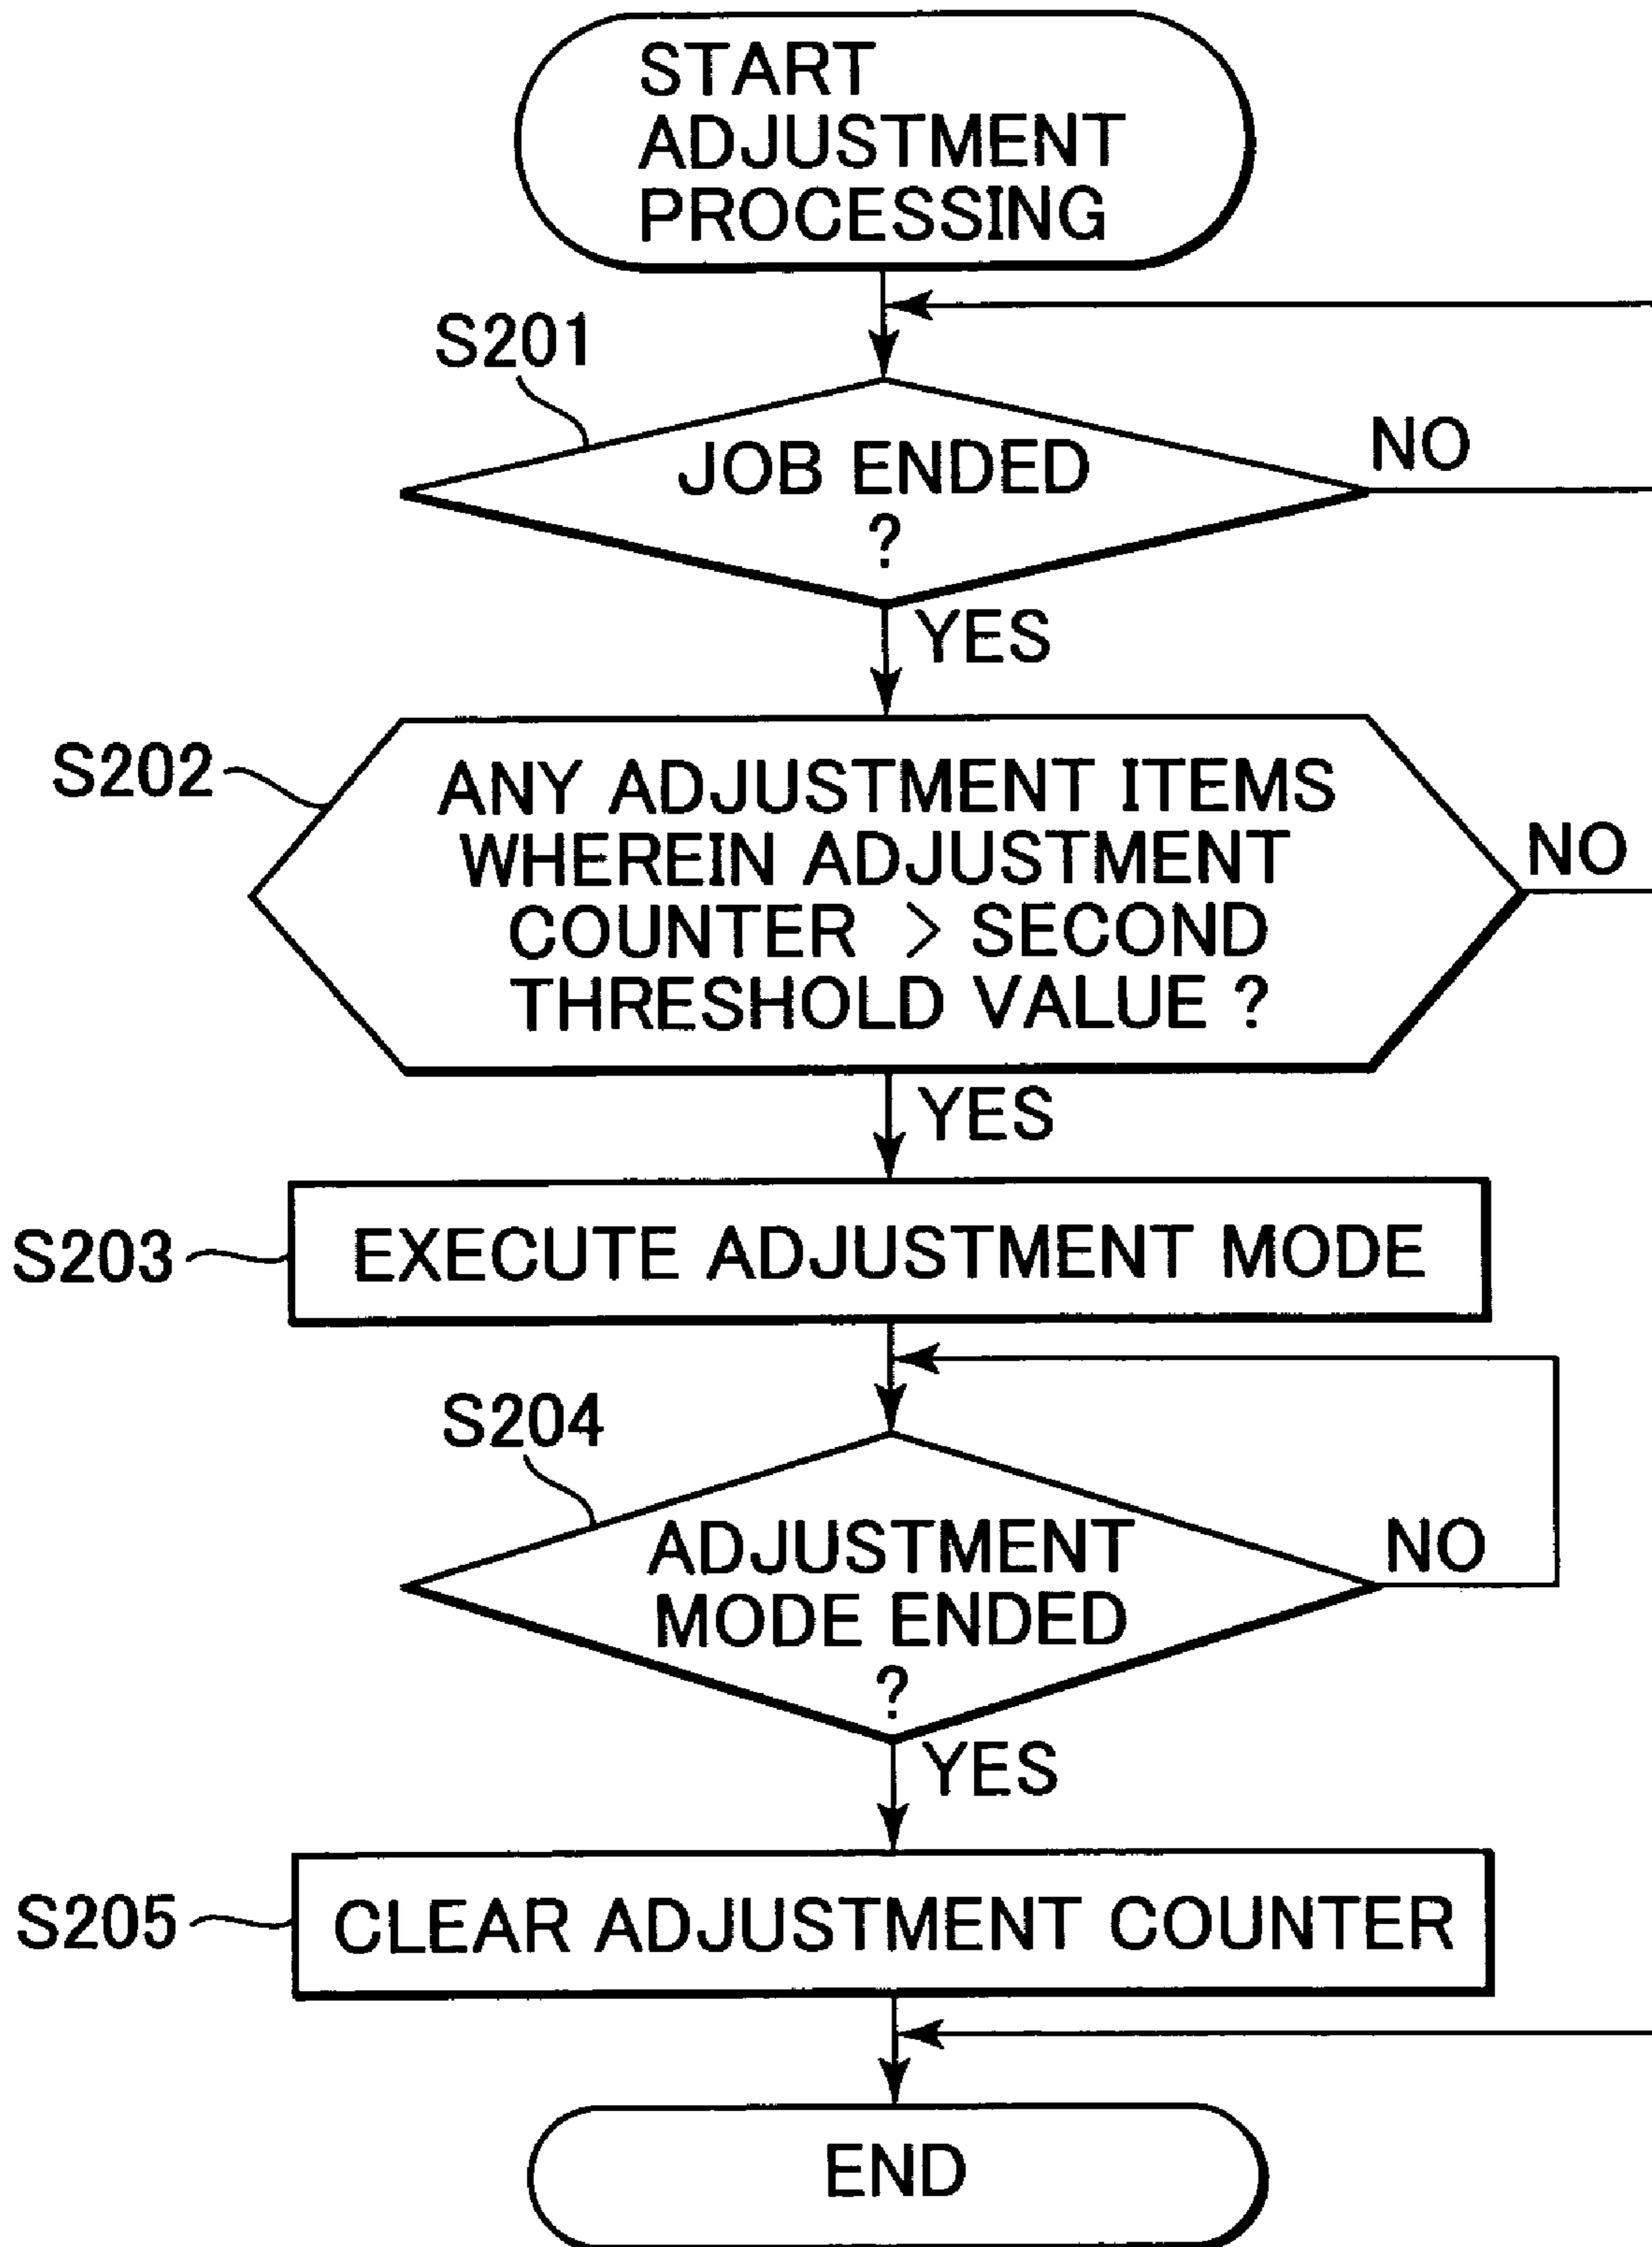 START
ADJUSTMENT
PROCESSING
S201
JOB ENDED
?
NO
YES
S202
ANY ADJUSTMENT ITEMS
WHEREIN ADJUSTMENT
COUNTER > SECOND
THRESHOLD VALUE ?
NO
YES
S203
EXECUTE ADJUSTMENT MODE
S204
ADJUSTMENT
MODE ENDED
?
NO
YES
S205
CLEAR ADJUSTMENT COUNTER
END